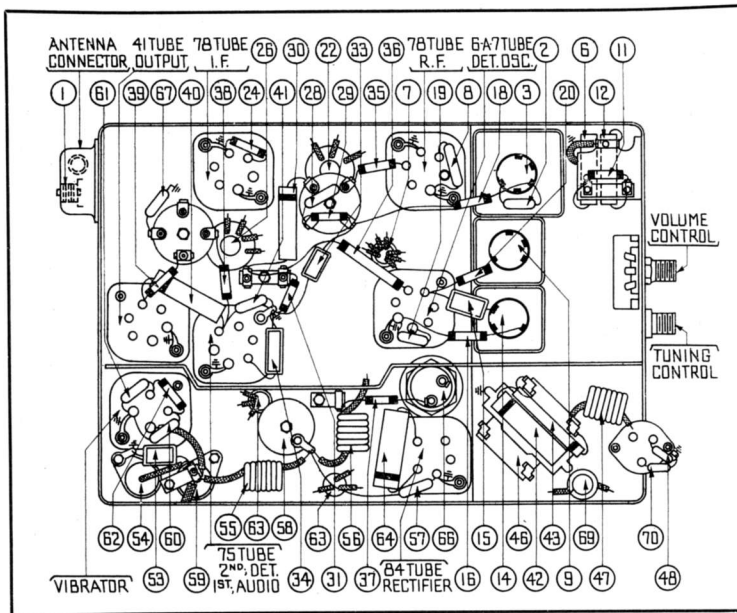 ANTENNA CONNECTOR
41 TUBE OUTPUT
78 TUBE I.F.
26 30 22 33 36
78 TUBE R.F.
6-A-7 TUBE DET. OSC.
2 6 11
1 61 39 67 40 38 24 41 28 29 35 7 19 8 18 3 20 12
VOLUME CONTROL
TUNING CONTROL
62 54 60 55 63 58 63 56 64 57 66 15 46 43 69 47 70
VIBRATOR
53 59
75 TUBE 2ND. DET. 1ST. AUDIO
34 31 37
84 TUBE RECTIFIER
16 14 42 9 48